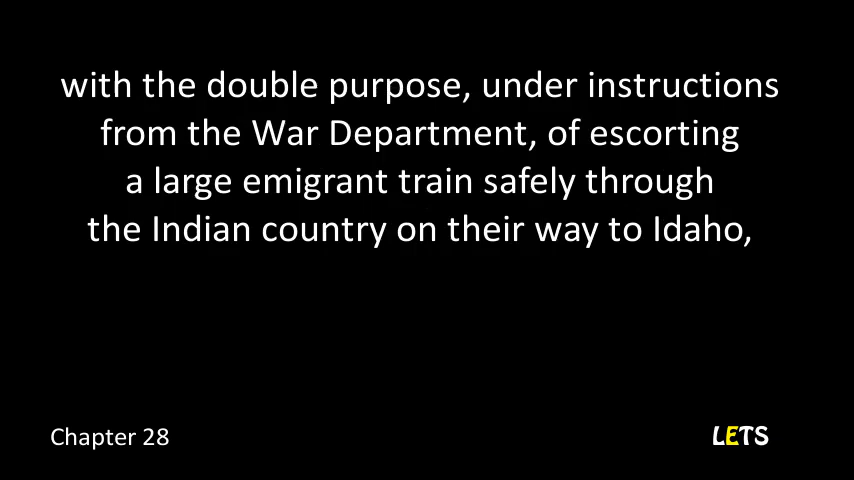 with the double purpose, under instructions
from the War Department, of escorting
a large emigrant train safely through
the Indian country on their way to Idaho,
Chapter 28
LETS